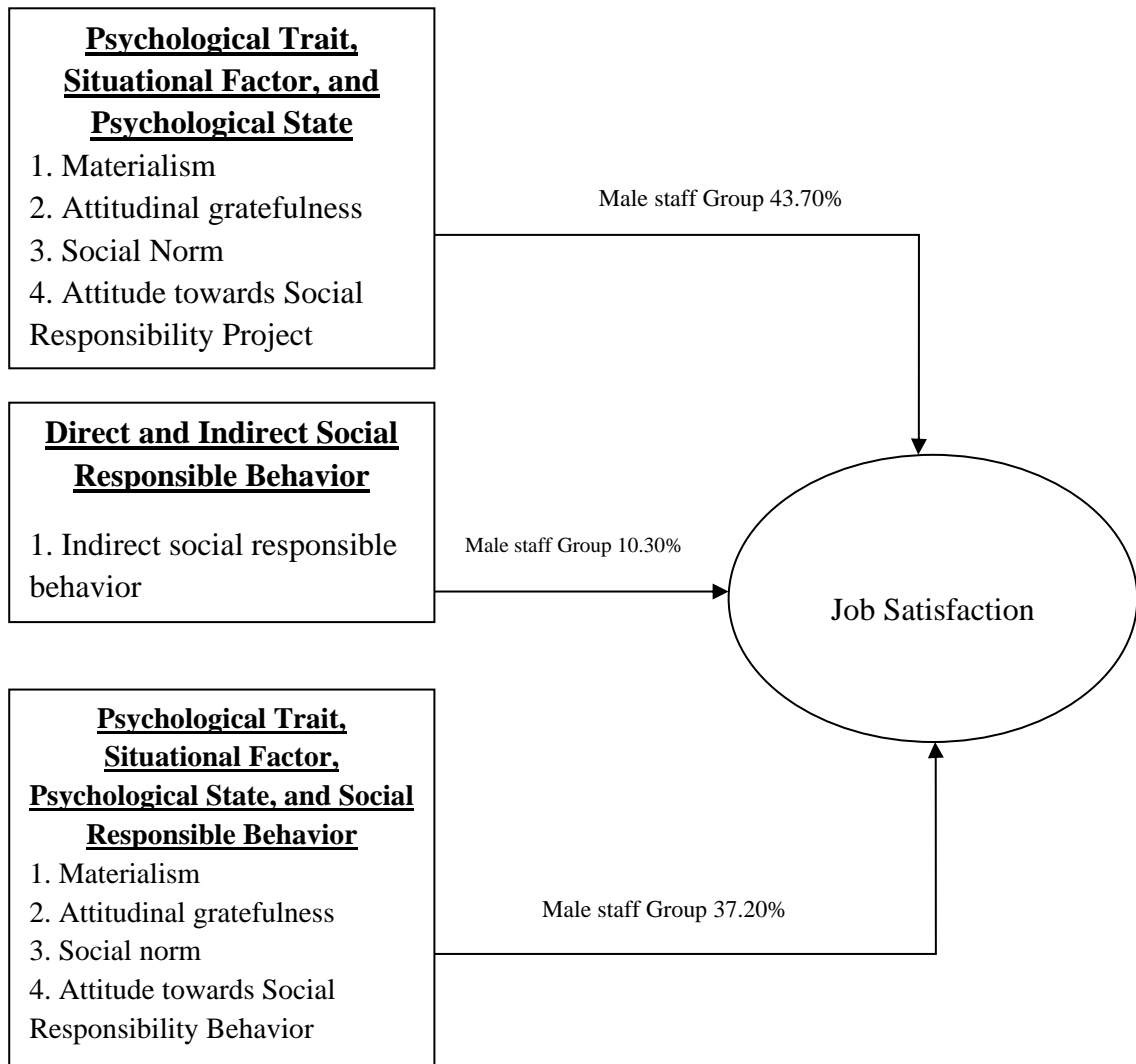 Psychological Trait,
Situational Factor, and
Psychological State
1. Materialism
2. Attitudinal gratefulness
3. Social Norm
4. Attitude towards Social
Responsibility Project
Male staff Group 43.70%
Direct and Indirect Social
Responsible Behavior
1. Indirect social responsible
behavior
Male staff Group 10.30%
Job Satisfaction
Psychological Trait,
Situational Factor,
Psychological State, and Social
Responsible Behavior
1. Materialism
2. Attitudinal gratefulness
3. Social norm
4. Attitude towards Social
Responsibility Behavior
Male staff Group 37.20%